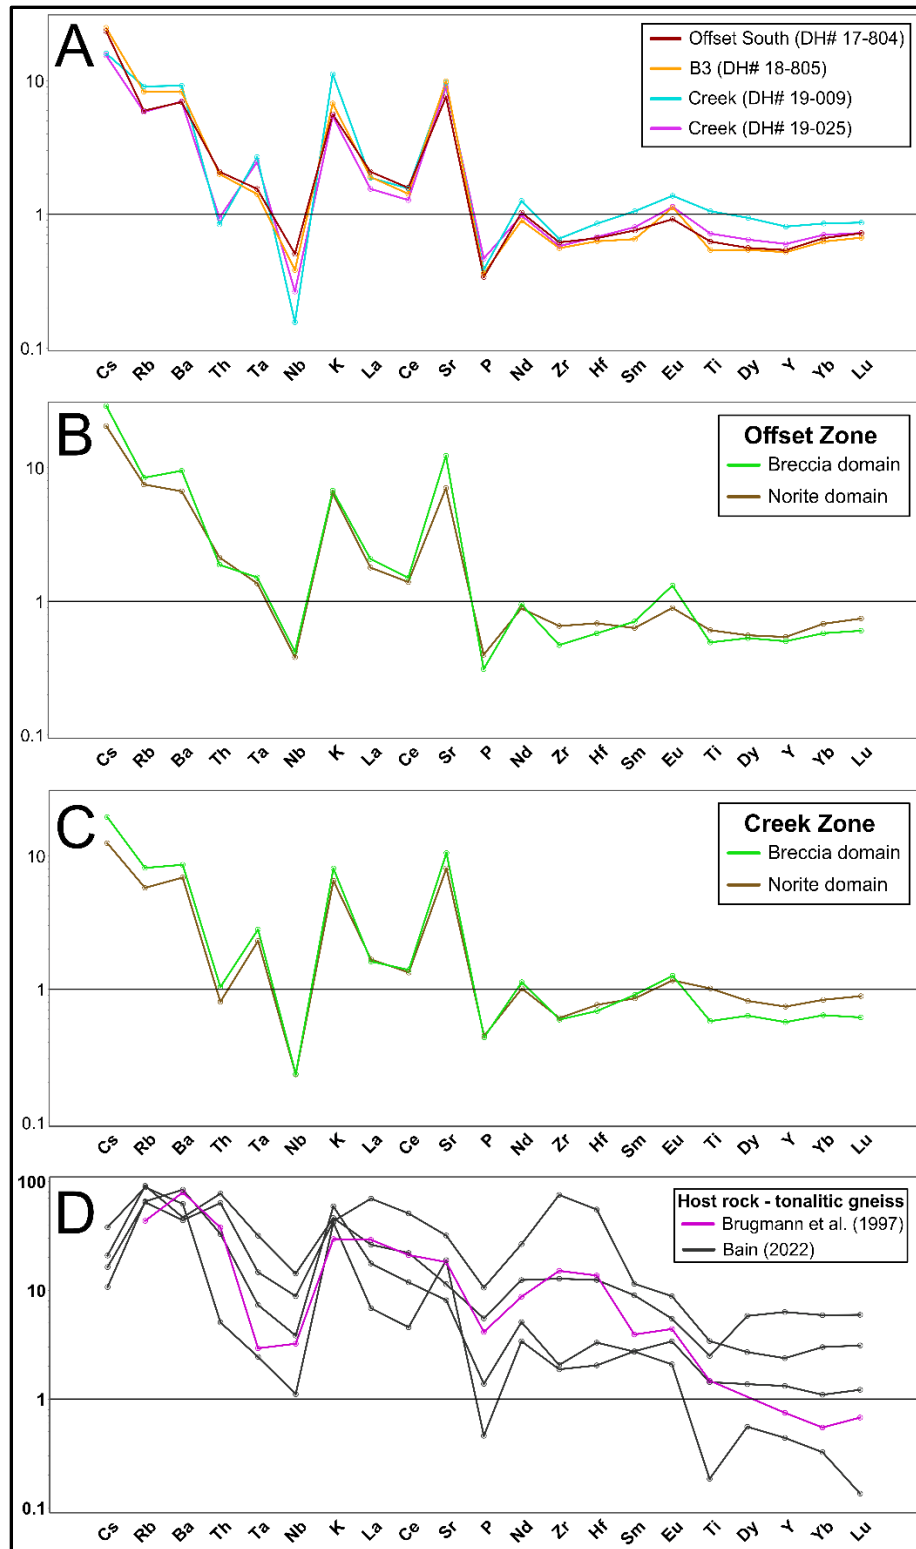 A
Offset South (DH# 17-804)
B3 (DH# 18-805)
Creek (DH# 19-009)
Creek (DH# 19-025)
10
1
0.1
Cs Rb Ba Th Ta Nb K La Ce Sr P Nd Zr Hf Sm Eu Ti Dy Y Yb Lu
B
Offset Zone
Breccia domain
Norite domain
10
1
0.1
Cs Rb Ba Th Ta Nb K La Ce Sr P Nd Zr Hf Sm Eu Ti Dy Y Yb Lu
C
Creek Zone
Breccia domain
Norite domain
10
1
0.1
Cs Rb Ba Th Ta Nb K La Ce Sr P Nd Zr Hf Sm Eu Ti Dy Y Yb Lu
D
Host rock - tonalitic gneiss
Brugmann et al. (1997)
Bain (2022)
100
10
1
0.1
Cs Rb Ba Th Ta Nb K La Ce Sr P Nd Zr Hf Sm Eu Ti Dy Y Yb Lu